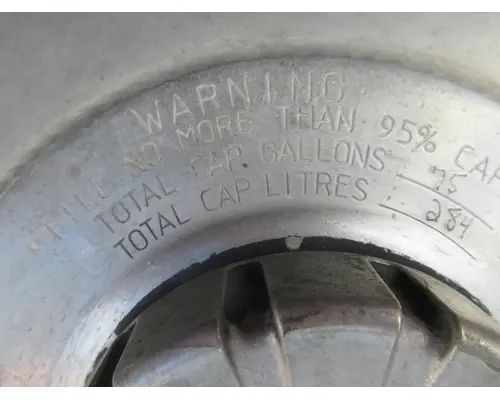 WARNING
FILL NO MORE THAN 95% CAP
TOTAL CAP GALLONS 75
TOTAL CAP LITRES 284